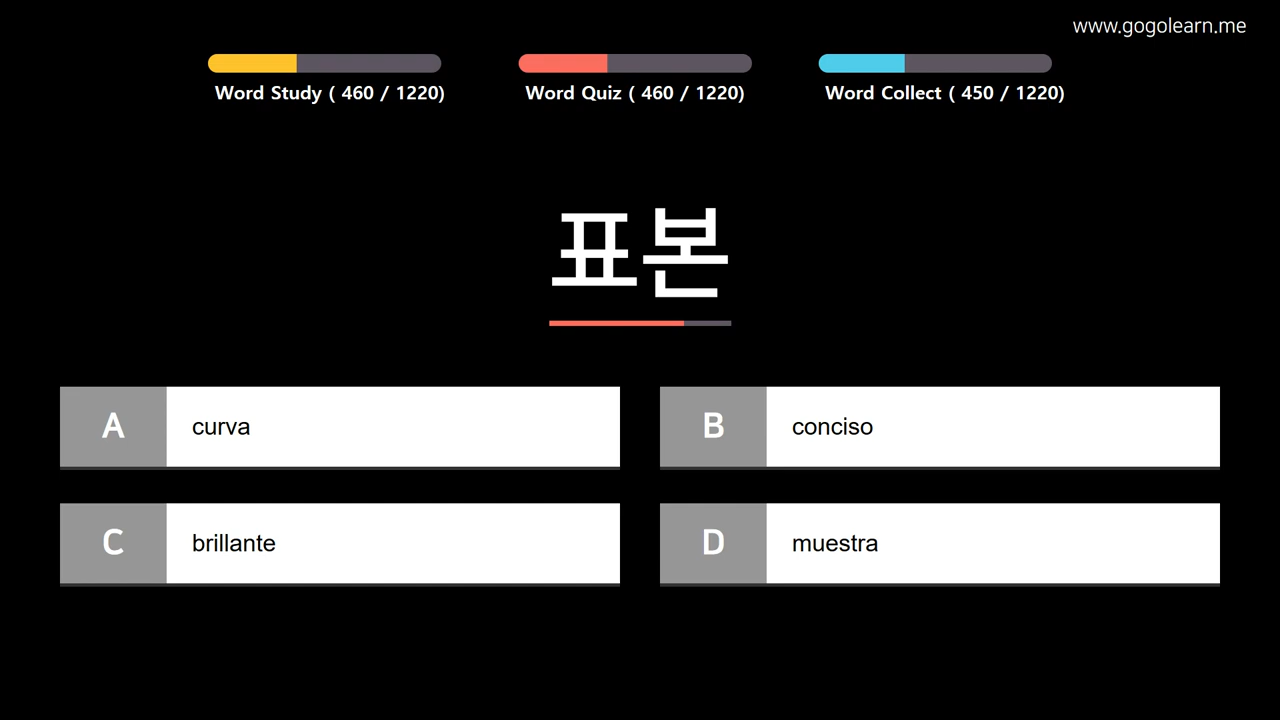 www.gogolearn.me
Word Study ( 460 / 1220)
Word Quiz ( 460 / 1220)
Word Collect ( 450 / 1220)
표본
A curva
B conciso
C brillante
D muestra